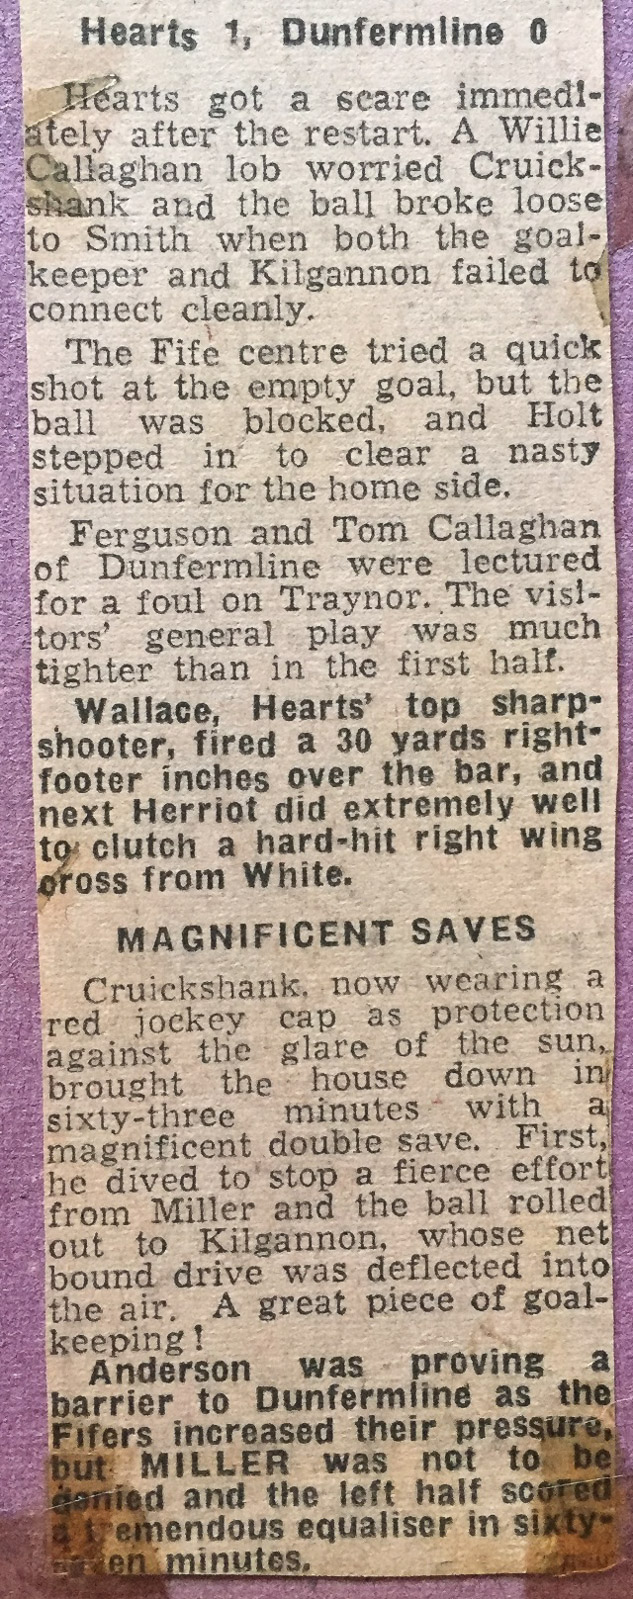 Hearts 1, Dunfermline 0
Hearts got a scare immedi-
ately after the restart. A Willie
Callaghan lob worried Cruick-
shank and the ball broke loose
to Smith when both the goal-
keeper and Kilgannon failed to
connect cleanly.
The Fife centre tried a quick
shot at the empty goal, but the
ball was blocked, and Holt
stepped in to clear a nasty
situation for the home side.
Ferguson and Tom Callaghan
of Dunfermline were lectured
for a foul on Traynor. The visi-
tors' general play was much
tighter than in the first half.
Wallace, Hearts' top sharp-
shooter, fired a 30 yards right-
footer inches over the bar, and
next Herriot did extremely well
to clutch a hard-hit right wing
cross from White.
MAGNIFICENT SAVES
Cruickshank, now wearing a
red jockey cap as protection
against the glare of the sun,
brought the house down in
sixty-three minutes with a
magnificent double save. First,
he dived to stop a fierce effort
from Miller and the ball rolled
out to Kilgannon, whose net
bound drive was deflected into
the air. A great piece of goal-
keeping!
Anderson was proving a
barrier to Dunfermline as the
Fifers increased their pressure,
but MILLER was not to be
denied and the left half scored
a tremendous equaliser in sixty-
minutes.